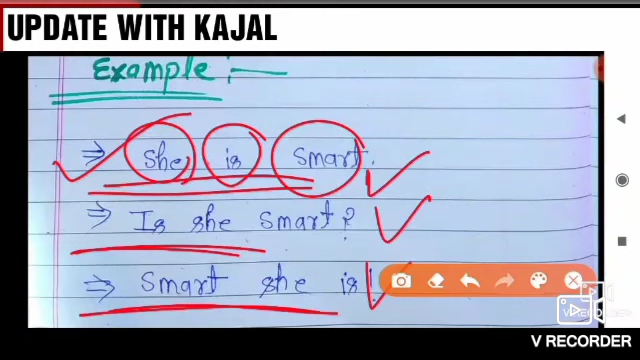 UPDATE WITH KAJAL
Example :-
⇒ She is Smart.
⇒ Is she Smart?
⇒ Smart she is!
V RECORDER